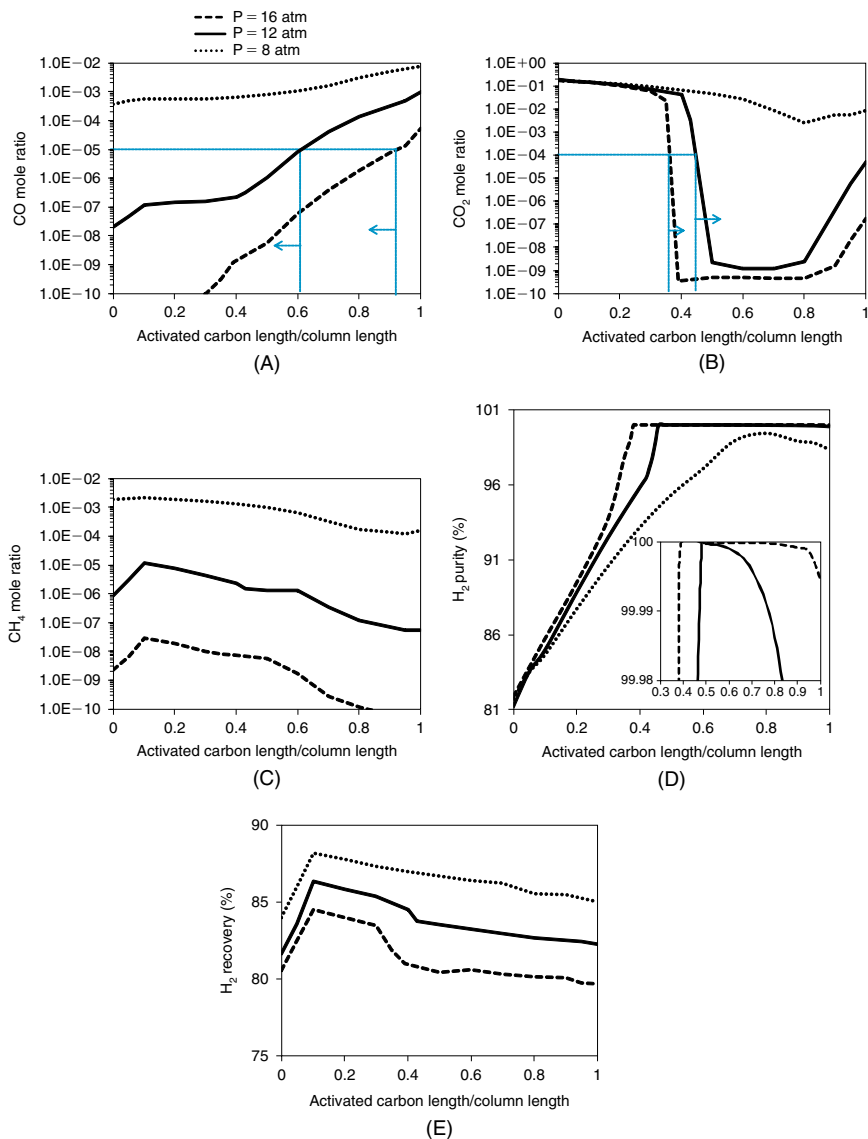 P = 16 atm
P = 12 atm
P = 8 atm
1.0E−02
1.0E−03
1.0E−04
1.0E−05
1.0E−06
1.0E−07
1.0E−08
1.0E−09
1.0E−10
CO mole ratio
0 0.2 0.4 0.6 0.8 1
Activated carbon length/column length
(A)
1.0E+00
1.0E−01
1.0E−02
1.0E−03
1.0E−04
1.0E−05
1.0E−06
1.0E−07
1.0E−08
1.0E−09
1.0E−10
CO₂ mole ratio
0 0.2 0.4 0.6 0.8 1
Activated carbon length/column length
(B)
1.0E−02
1.0E−03
1.0E−04
1.0E−05
1.0E−06
1.0E−07
1.0E−08
1.0E−09
1.0E−10
CH₄ mole ratio
0 0.2 0.4 0.6 0.8 1
Activated carbon length/column length
(C)
101
96
91
86
81
H₂ purity (%)
100
99.99
99.98
0.3 0.4 0.5 0.6 0.7 0.8 0.9 1
0 0.2 0.4 0.6 0.8 1
Activated carbon length/column length
(D)
90
85
80
75
H₂ recovery (%)
0 0.2 0.4 0.6 0.8 1
Activated carbon length/column length
(E)